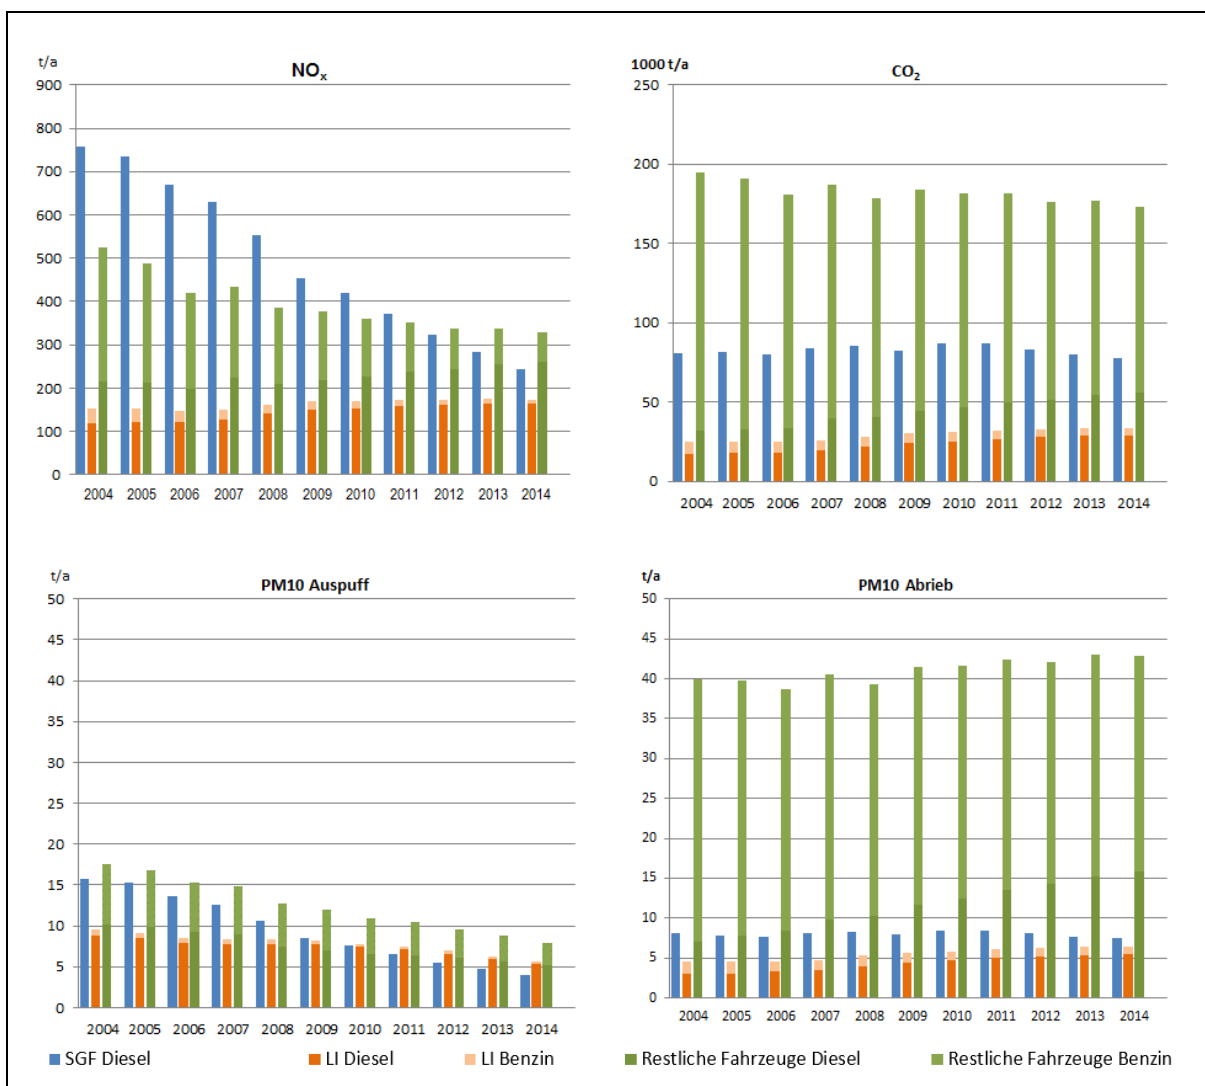 t/a
NOx
900
800
700
600
500
400
300
200
100
0
2004 2005 2006 2007 2008 2009 2010 2011 2012 2013 2014
1000 t/a
CO2
250
200
150
100
50
0
2004 2005 2006 2007 2008 2009 2010 2011 2012 2013 2014
t/a
PM10 Auspuff
50
45
40
35
30
25
20
15
10
5
0
2004 2005 2006 2007 2008 2009 2010 2011 2012 2013 2014
t/a
PM10 Abrieb
50
45
40
35
30
25
20
15
10
5
0
2004 2005 2006 2007 2008 2009 2010 2011 2012 2013 2014
SGF Diesel LI Diesel LI Benzin Restliche Fahrzeuge Diesel Restliche Fahrzeuge Benzin